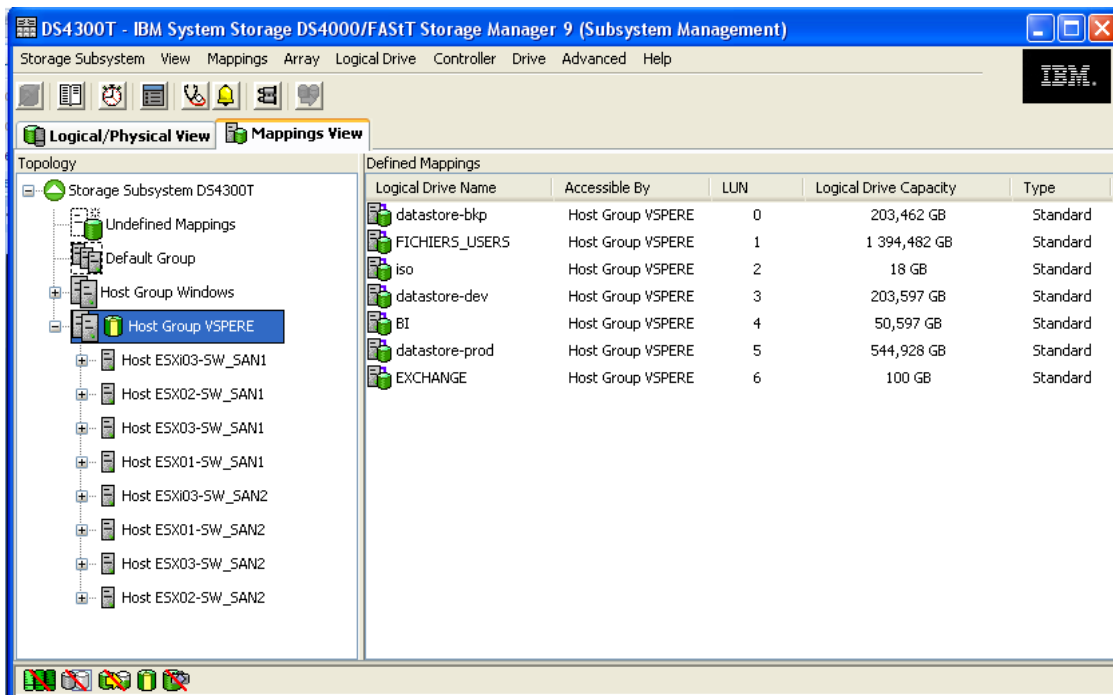 DS4300T - IBM System Storage DS4000/FAStT Storage Manager 9 (Subsystem Management)
Storage Subsystem View Mappings Array Logical Drive Controller Drive Advanced Help
IBM.
Logical/Physical View Mappings View
Topology
Storage Subsystem DS4300T
Undefined Mappings
Default Group
Host Group Windows
Host Group VSPERE
Host ESXi03-SW_SAN1
Host ESX02-SW_SAN1
Host ESX03-SW_SAN1
Host ESX01-SW_SAN1
Host ESXi03-SW_SAN2
Host ESX01-SW_SAN2
Host ESX03-SW_SAN2
Host ESX02-SW_SAN2
Defined Mappings
Logical Drive Name Accessible By LUN Logical Drive Capacity Type
datastore-bkp Host Group VSPERE 0 203,462 GB Standard
FICHIERS_USERS Host Group VSPERE 1 1 394,482 GB Standard
iso Host Group VSPERE 2 18 GB Standard
datastore-dev Host Group VSPERE 3 203,597 GB Standard
BI Host Group VSPERE 4 50,597 GB Standard
datastore-prod Host Group VSPERE 5 544,928 GB Standard
EXCHANGE Host Group VSPERE 6 100 GB Standard